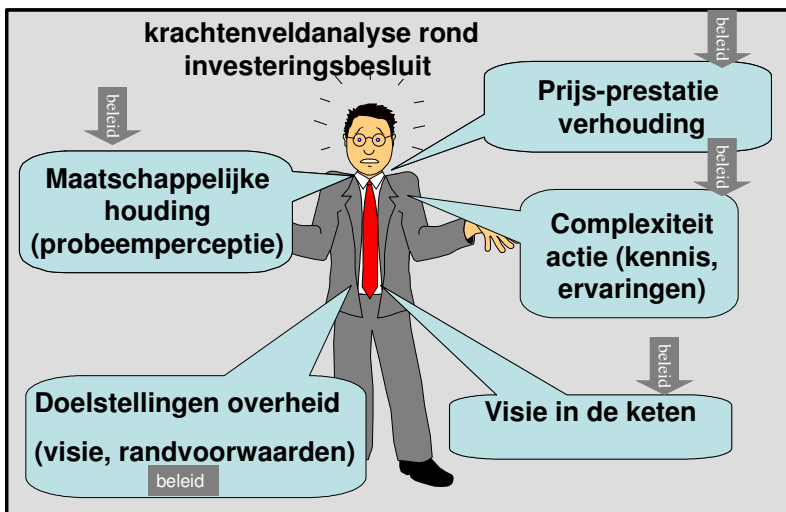 krachtenveldanalyse rond
investeringsbesluit
beleid
Prijs-prestatie
verhouding
beleid
Maatschappelijke
houding
(probeemperceptie)
beleid
Complexiteit
actie (kennis,
ervaringen)
Doelstellingen overheid
(visie, randvoorwaarden)
beleid
beleid
Visie in de keten